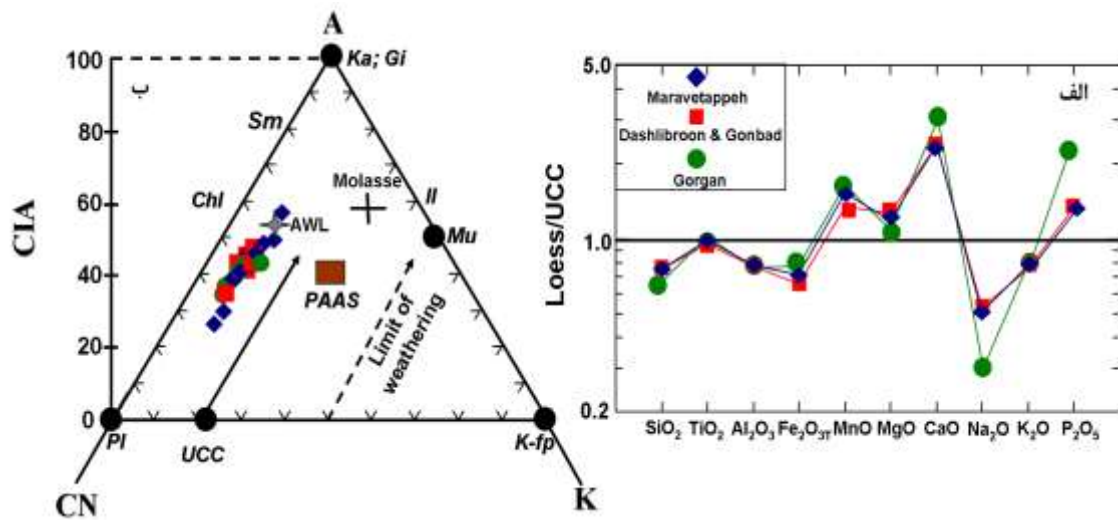 A
100
Ka; Gi
ب
80
Sm
Molasse
60
Chl
Il
AWL
Mu
CIA
40
PAAS
20
Limit of
weathering
0
Pl
UCC
K-fp
CN
K
5.0
الف
Maravetappeh
Dashlibroon & Gonbad
Gorgan
1.0
Loess/UCC
0.2
SiO₂ TiO₂ Al₂O₃ Fe₂O₃T MnO MgO CaO Na₂O K₂O P₂O₅